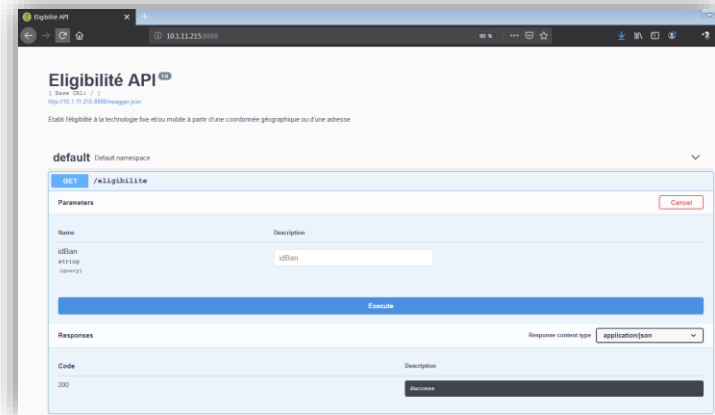 Eligibilité API
10.1.11.215:8888
90 %
Eligibilité API 1.0
[ Base URL: / ]
http://10.1.11.215:8888/swagger.json
Etabli l'éligibilité à la technologie fixe et/ou mobile à partir d'une coordonnée géographique ou d'une adresse
default Default namespace
GET /eligibilite
Parameters
Cancel
Name Description
idBan
string
(query)
idBan
Execute
Responses Response content type application/json
Code Description
200 Success